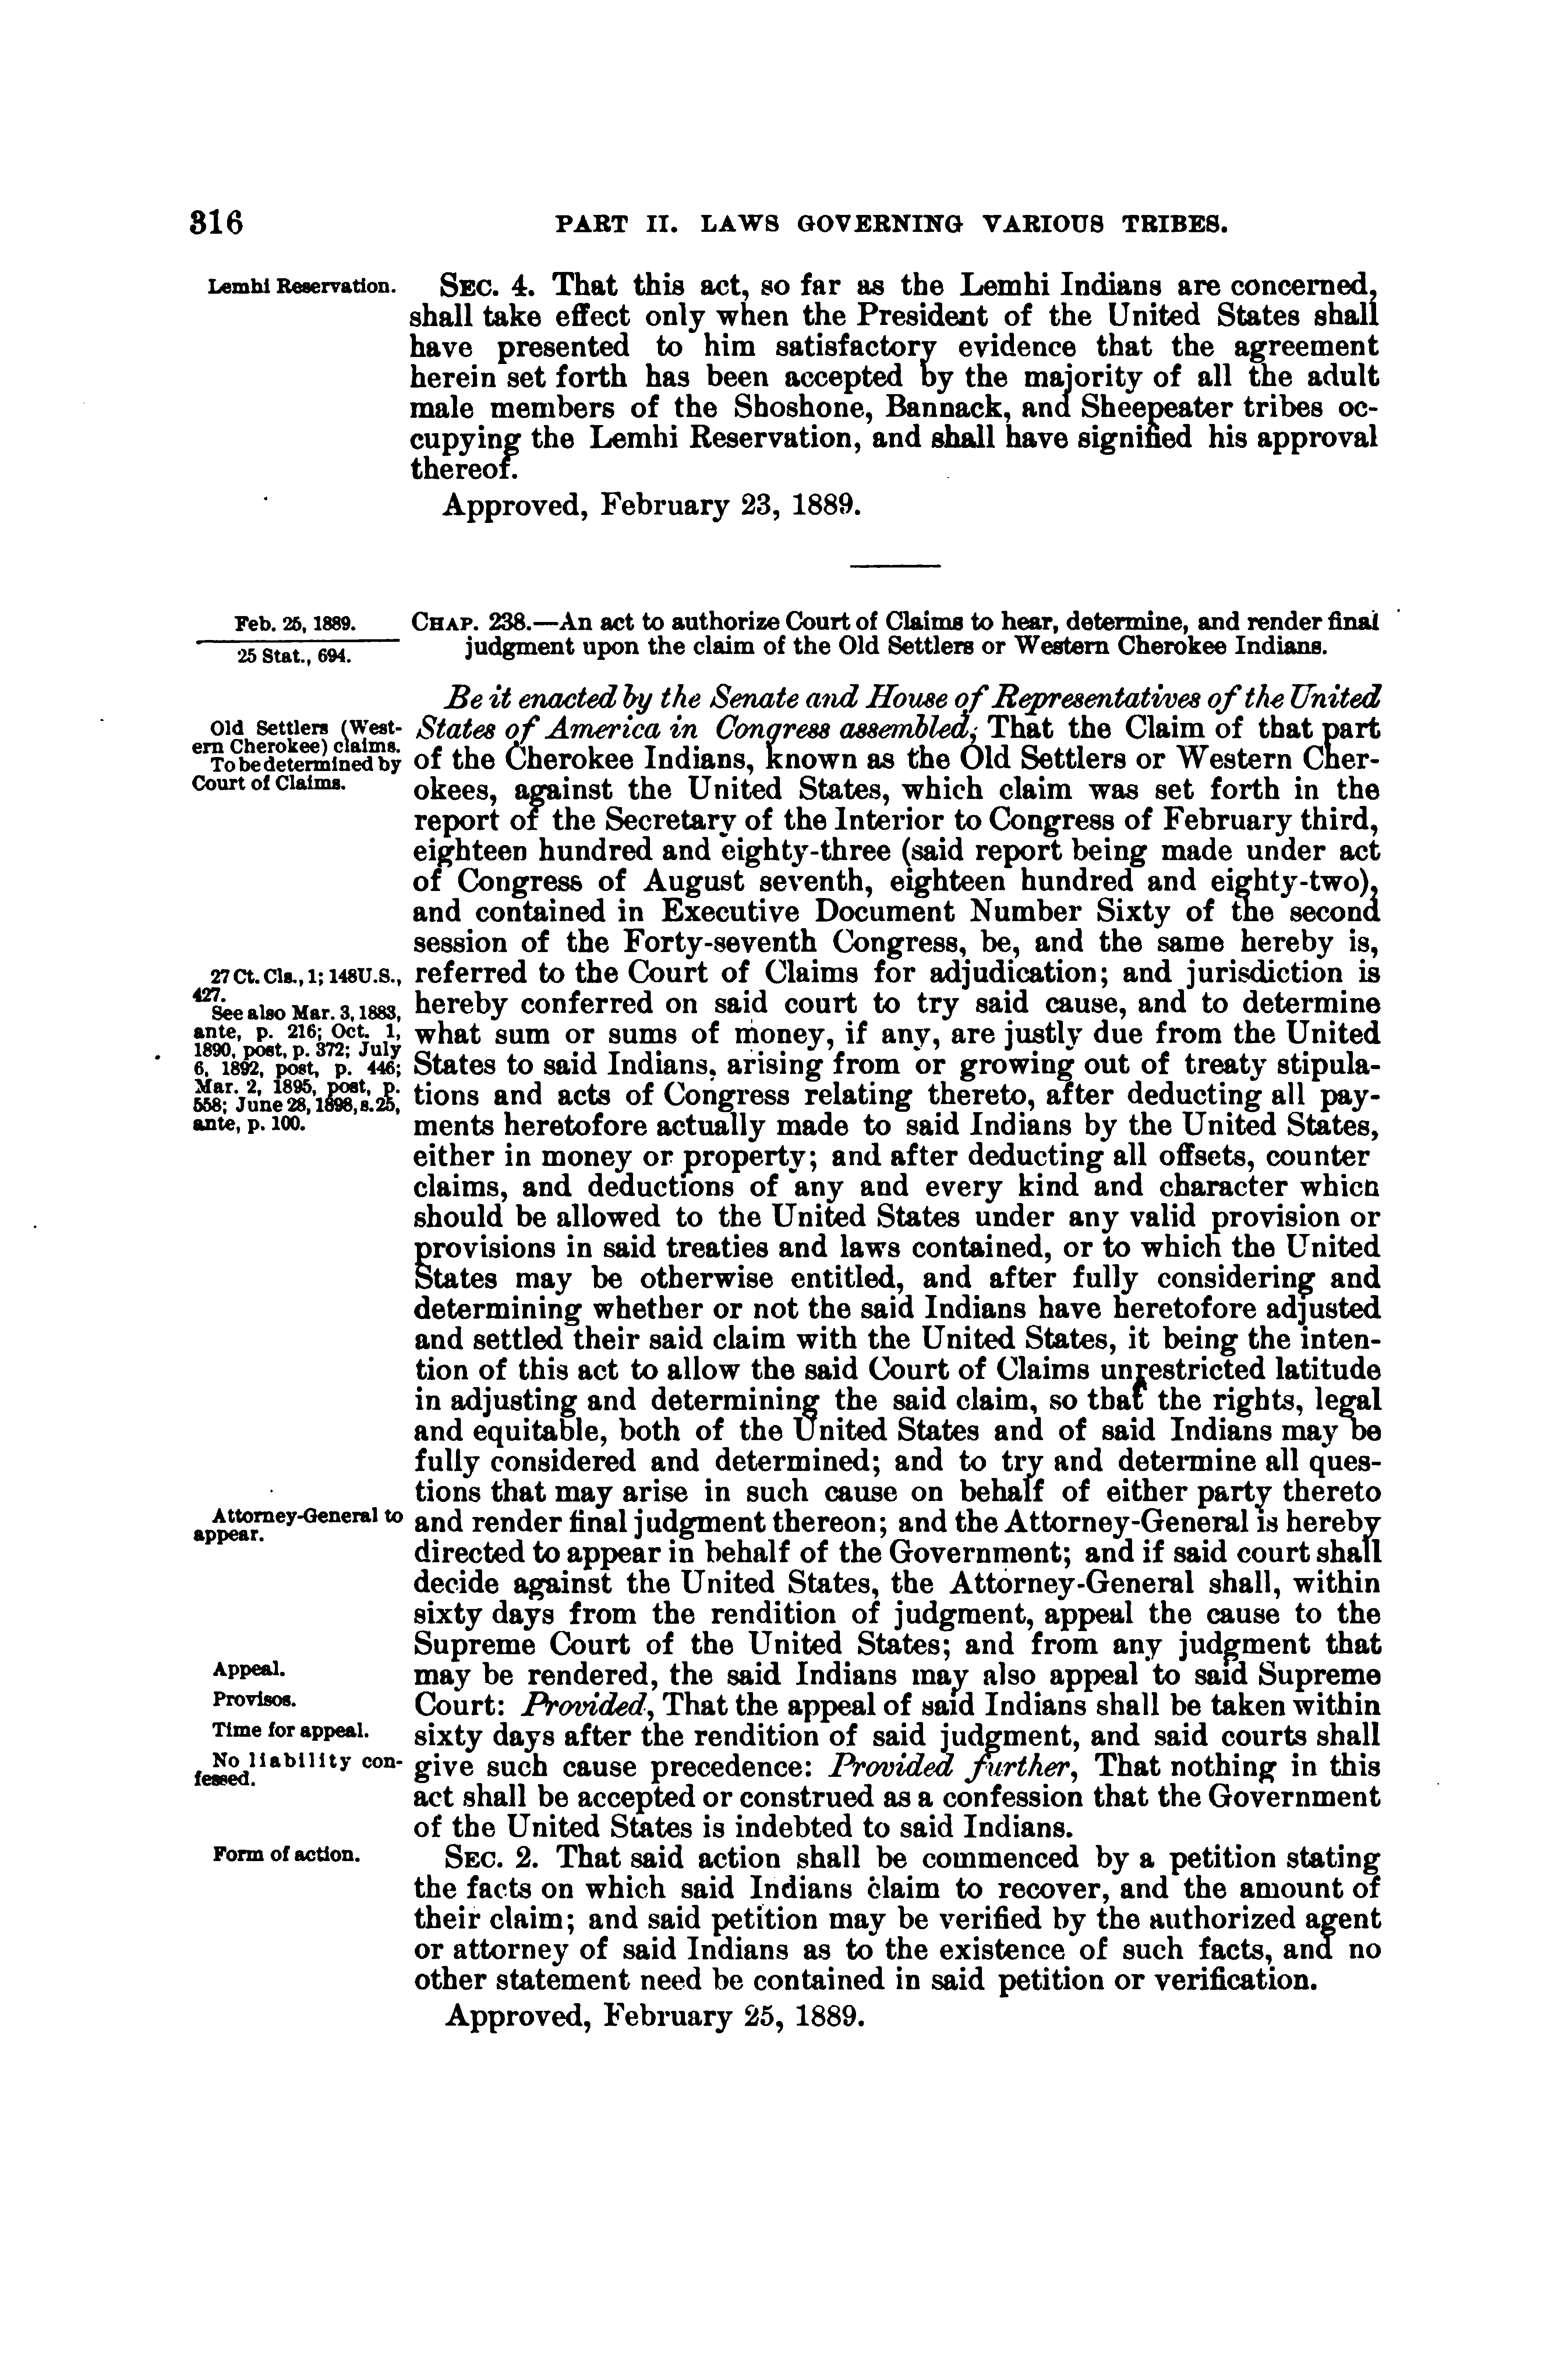 316
PART II. LAWS GOVERNING VARIOUS TRIBES.
Lemhi Reservation.
SEC. 4. That this act, so far as the Lemhi Indians are concerned,
shall take effect only when the President of the United States shall
have presented to him satisfactory evidence that the agreement
herein set forth has been accepted by the majority of all the adult
male members of the Shoshone, Bannack, and Sheepeater tribes oc-
cupying the Lemhi Reservation, and shall have signified his approval
thereof.
Approved, February 23, 1889.
Feb. 25, 1889.
25 Stat., 694.
CHAP. 238.—An act to authorize Court of Claims to hear, determine, and render final
judgment upon the claim of the Old Settlers or Western Cherokee Indians.
Old Settlers (West-
ern Cherokee) claims.
To be determined by
Court of Claims.
Be it enacted by the Senate and House of Representatives of the United
States of America in Congress assembled; That the Claim of that part
of the Cherokee Indians, known as the Old Settlers or Western Cher-
okees, against the United States, which claim was set forth in the
report of the Secretary of the Interior to Congress of February third,
eighteen hundred and eighty-three (said report being made under act
of Congress of August seventh, eighteen hundred and eighty-two),
and contained in Executive Document Number Sixty of the second
session of the Forty-seventh Congress, be, and the same hereby is,
27 Ct. Cls., 1; 148 U.S.,
427.
See also Mar. 3, 1883,
ante, p. 216; Oct. 1,
1890, post, p. 372; July
6, 1892, post, p. 446;
Mar. 2, 1895, post, p.
558; June 28, 1898, s. 25,
ante, p. 100.
referred to the Court of Claims for adjudication; and jurisdiction is
hereby conferred on said court to try said cause, and to determine
what sum or sums of money, if any, are justly due from the United
States to said Indians, arising from or growing out of treaty stipula-
tions and acts of Congress relating thereto, after deducting all pay-
ments heretofore actually made to said Indians by the United States,
either in money or property; and after deducting all offsets, counter
claims, and deductions of any and every kind and character which
should be allowed to the United States under any valid provision or
provisions in said treaties and laws contained, or to which the United
States may be otherwise entitled, and after fully considering and
determining whether or not the said Indians have heretofore adjusted
and settled their said claim with the United States, it being the inten-
tion of this act to allow the said Court of Claims unrestricted latitude
in adjusting and determining the said claim, so that the rights, legal
and equitable, both of the United States and of said Indians may be
fully considered and determined; and to try and determine all ques-
tions that may arise in such cause on behalf of either party thereto
Attorney-General to
appear.
and render final judgment thereon; and the Attorney-General is hereby
directed to appear in behalf of the Government; and if said court shall
decide against the United States, the Attorney-General shall, within
sixty days from the rendition of judgment, appeal the cause to the
Supreme Court of the United States; and from any judgment that
Appeal.
may be rendered, the said Indians may also appeal to said Supreme
Provisos.
Court: Provided, That the appeal of said Indians shall be taken within
Time for appeal.
sixty days after the rendition of said judgment, and said courts shall
No liability con-
fessed.
give such cause precedence: Provided further, That nothing in this
act shall be accepted or construed as a confession that the Government
of the United States is indebted to said Indians.
Form of action.
SEC. 2. That said action shall be commenced by a petition stating
the facts on which said Indians claim to recover, and the amount of
their claim; and said petition may be verified by the authorized agent
or attorney of said Indians as to the existence of such facts, and no
other statement need be contained in said petition or verification.
Approved, February 25, 1889.